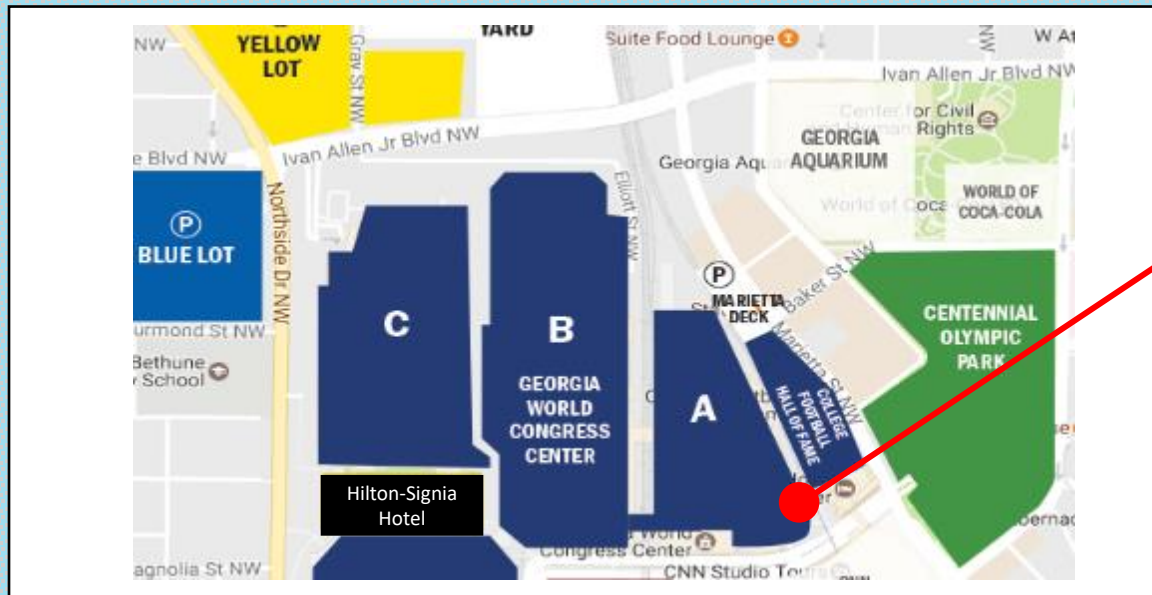 NW
YELLOW
LOT
Gray St NW
YARD
Suite Food Lounge
NW
Ivan Allen Jr Blvd NW
Center for Civil
Rights
GEORGIA
AQUARIUM
Georgia
WORLD OF
COCA-COLA
World of
Blvd NW
Ivan Allen Jr Blvd NW
Elliott St NW
Northside Dr NW
P
BLUE LOT
P
MARIETTA
DECK
Baker St NW
Marietta St NW
C
B
GEORGIA
WORLD
CONGRESS
CENTER
A
COLLEGE
FOOTBALL
HALL OF FAME
CENTENNIAL
OLYMPIC
PARK
urmond St NW
Bethune
School
Hilton-Signia
Hotel
World
Congress Center
CNN Studio Tours
agnolia St NW